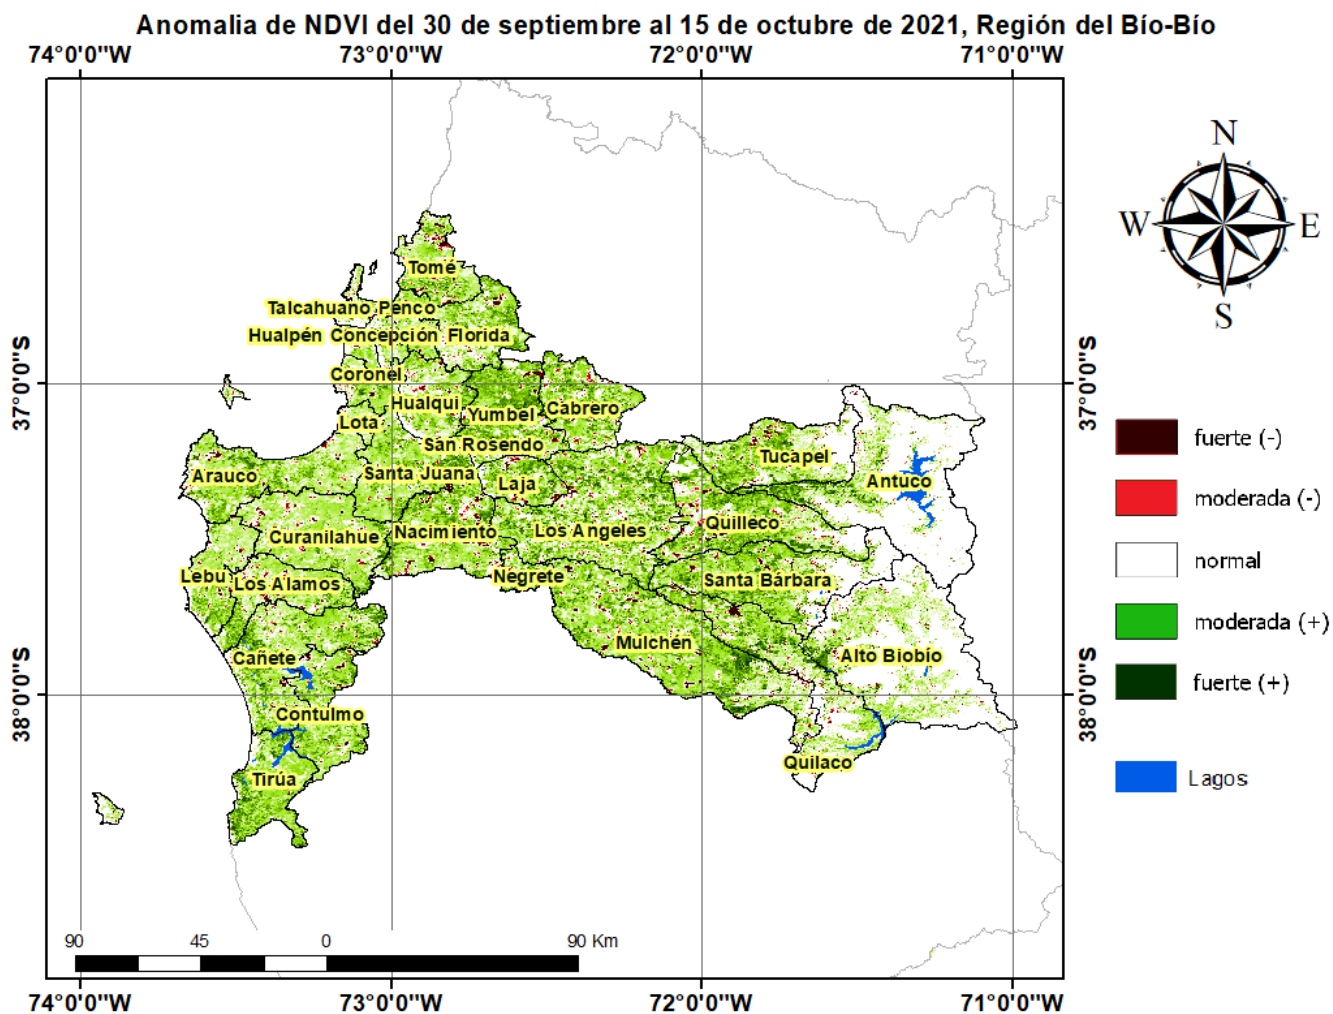 Anomalia de NDVI del 30 de septiembre al 15 de octubre de 2021, Región del Bío-Bío
74°0'0"W 73°0'0"W 72°0'0"W 71°0'0"W
N
W E
S
Tomé
Talcahuano Penco
Hualpén Concepción Florida
Coronel
37°0'0"S 37°0'0"S
Hualqui Yumbel Cabrero
Lota
San Rosendo
Tucapel
Arauco Santa Juana Laja Antuco
Curanilahue Nacimiento Los Angeles Quilleco
Lebu Los Alamos Negrete Santa Bárbara
Mulchén
Cañete Alto Biobío
38°0'0"S 38°0'0"S
Contulmo
Tirúa Quilaco
fuerte (-)
moderada (-)
normal
moderada (+)
fuerte (+)
Lagos
90 45 0 90 Km
74°0'0"W 73°0'0"W 72°0'0"W 71°0'0"W